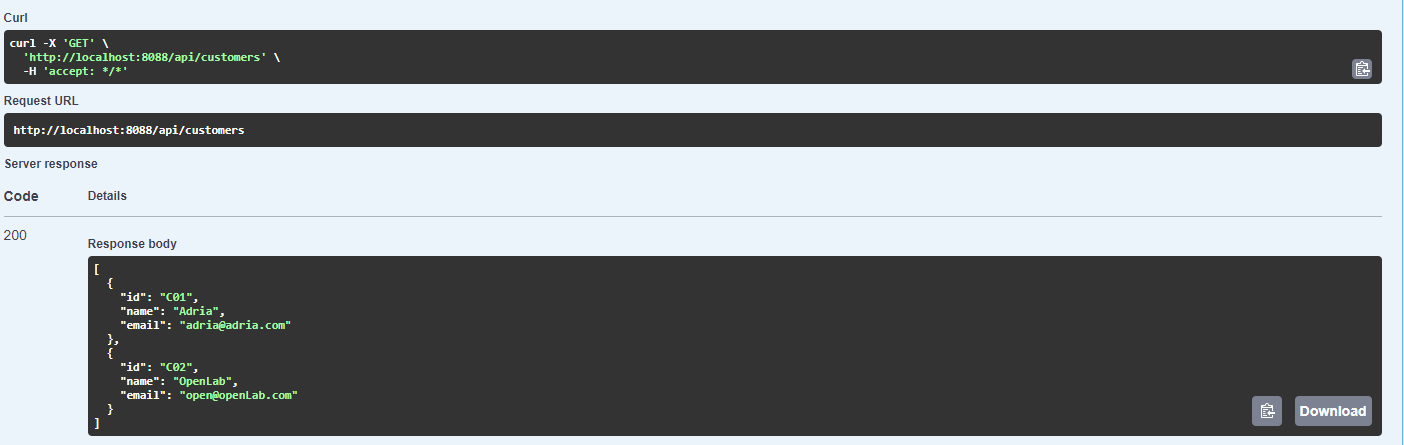 Curl
curl -X 'GET' \
  'http://localhost:8088/api/customers' \
  -H 'accept: */*'
Request URL
http://localhost:8088/api/customers
Server response
Code Details
200
Response body
[
  {
    "id": "C01",
    "name": "Adria",
    "email": "adria@adria.com"
  },
  {
    "id": "C02",
    "name": "OpenLab",
    "email": "open@openLab.com"
  }
]
Download